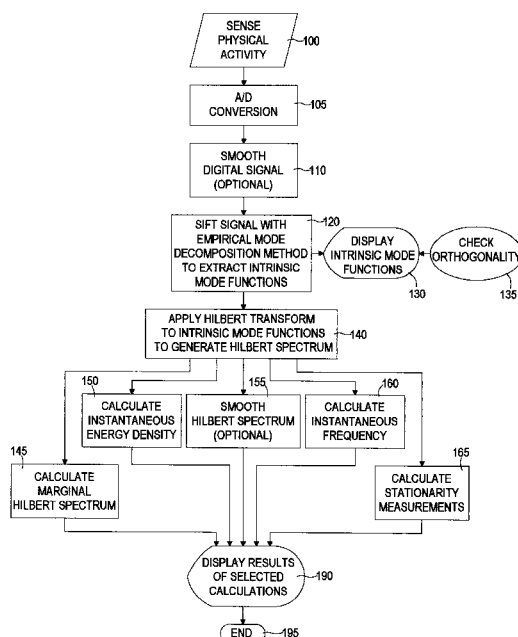 SENSE
PHYSICAL
ACTIVITY
100
A/D
CONVERSION
105
SMOOTH
DIGITAL SIGNAL
(OPTIONAL)
110
SIFT SIGNAL WITH
EMPIRICAL MODE
DECOMPOSITION METHOD
TO EXTRACT INTRINSIC
MODE FUNCTIONS
120
DISPLAY
INTRINSIC MODE
FUNCTIONS
130
CHECK
ORTHOGONALITY
135
APPLY HILBERT TRANSFORM
TO INTRINSIC MODE FUNCTIONS
TO GENERATE HILBERT SPECTRUM
140
150
CALCULATE
INSTANTANEOUS
ENERGY DENSITY
155
SMOOTH
HILBERT SPECTRUM
(OPTIONAL)
160
CALCULATE
INSTANTANEOUS
FREQUENCY
145
CALCULATE
MARGINAL
HILBERT SPECTRUM
165
CALCULATE
STATIONARITY
MEASUREMENTS
DISPLAY RESULTS
OF SELECTED
CALCULATIONS
190
END
195